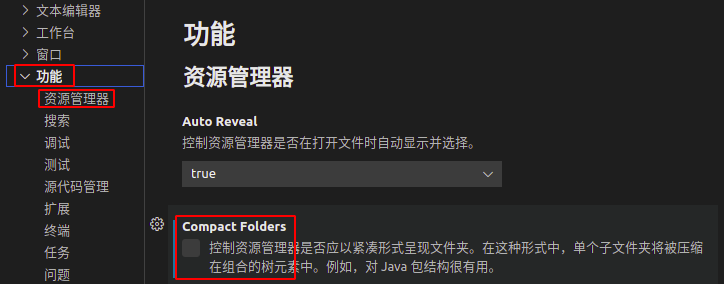 文本编辑器
工作台
窗口
功能
资源管理器
搜索
调试
测试
源代码管理
扩展
终端
任务
问题
功能
资源管理器
Auto Reveal
控制资源管理器是否在打开文件时自动显示并选择。
true
Compact Folders
控制资源管理器是否应以紧凑形式呈现文件夹。在这种形式中，单个子文件夹将被压缩
在组合的树元素中。例如，对 Java 包结构很有用。